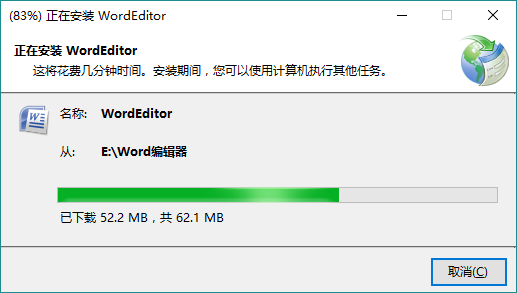 (83%) 正在安装 WordEditor
正在安装 WordEditor
这将花费几分钟时间。安装期间，您可以使用计算机执行其他任务。
名称: WordEditor
从: E:\Word编辑器
已下载 52.2 MB，共 62.1 MB
取消(C)